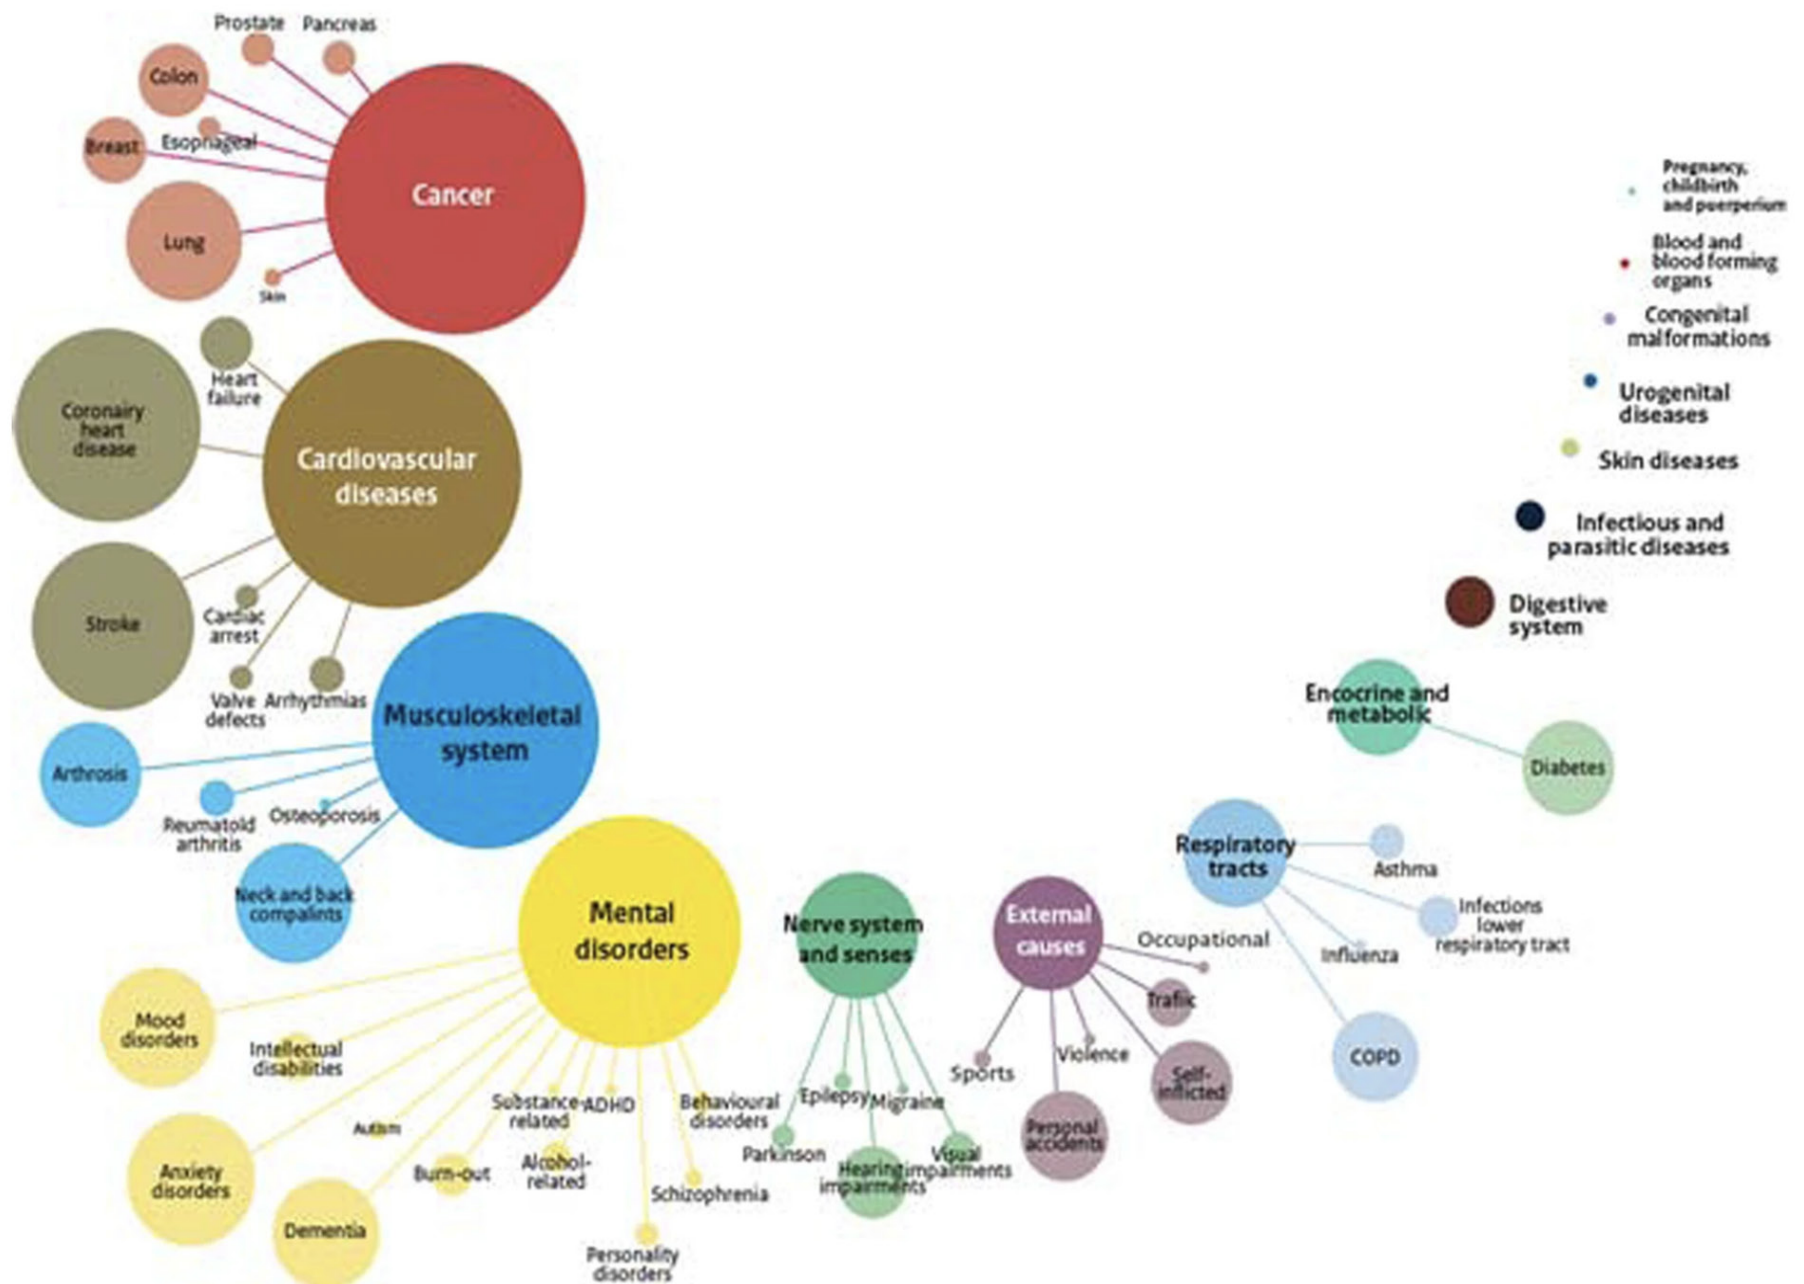 Prostate
Pancreas
Colon
Esophageal
Breast
Cancer
Lung
Skin
Heart
failure
Coronairy
heart
disease
Cardiovascular
diseases
Stroke
Cardiac
arrest
Valve
defects
Arrhythmias
Musculoskeletal
system
Arthrosis
Reumatoid
arthritis
Osteoporosis
Neck and back
compalints
Mental
disorders
Mood
disorders
Intellectual
disabilities
Anxiety
disorders
Autism
Dementia
Burn-out
Substance-
related
ADHD
Alcohol-
related
Behavioural
disorders
Schizophrenia
Personality
disorders
Nerve system
and senses
Epilepsy
Migraine
Parkinson
Hearing
impairments
Visual
impairments
External
causes
Occupational
Trafiic
Violence
Sports
Self-
inflicted
Personal
accidents
Respiratory
tracts
Asthma
Infections
lower
respiratory tract
Influenza
COPD
Encocrine and
metabolic
Diabetes
Digestive
system
Infectious and
parasitic diseases
Skin diseases
Urogenital
diseases
Congenital
malformations
Blood and
blood forming
organs
Pregnancy,
childbirth
and puerperium